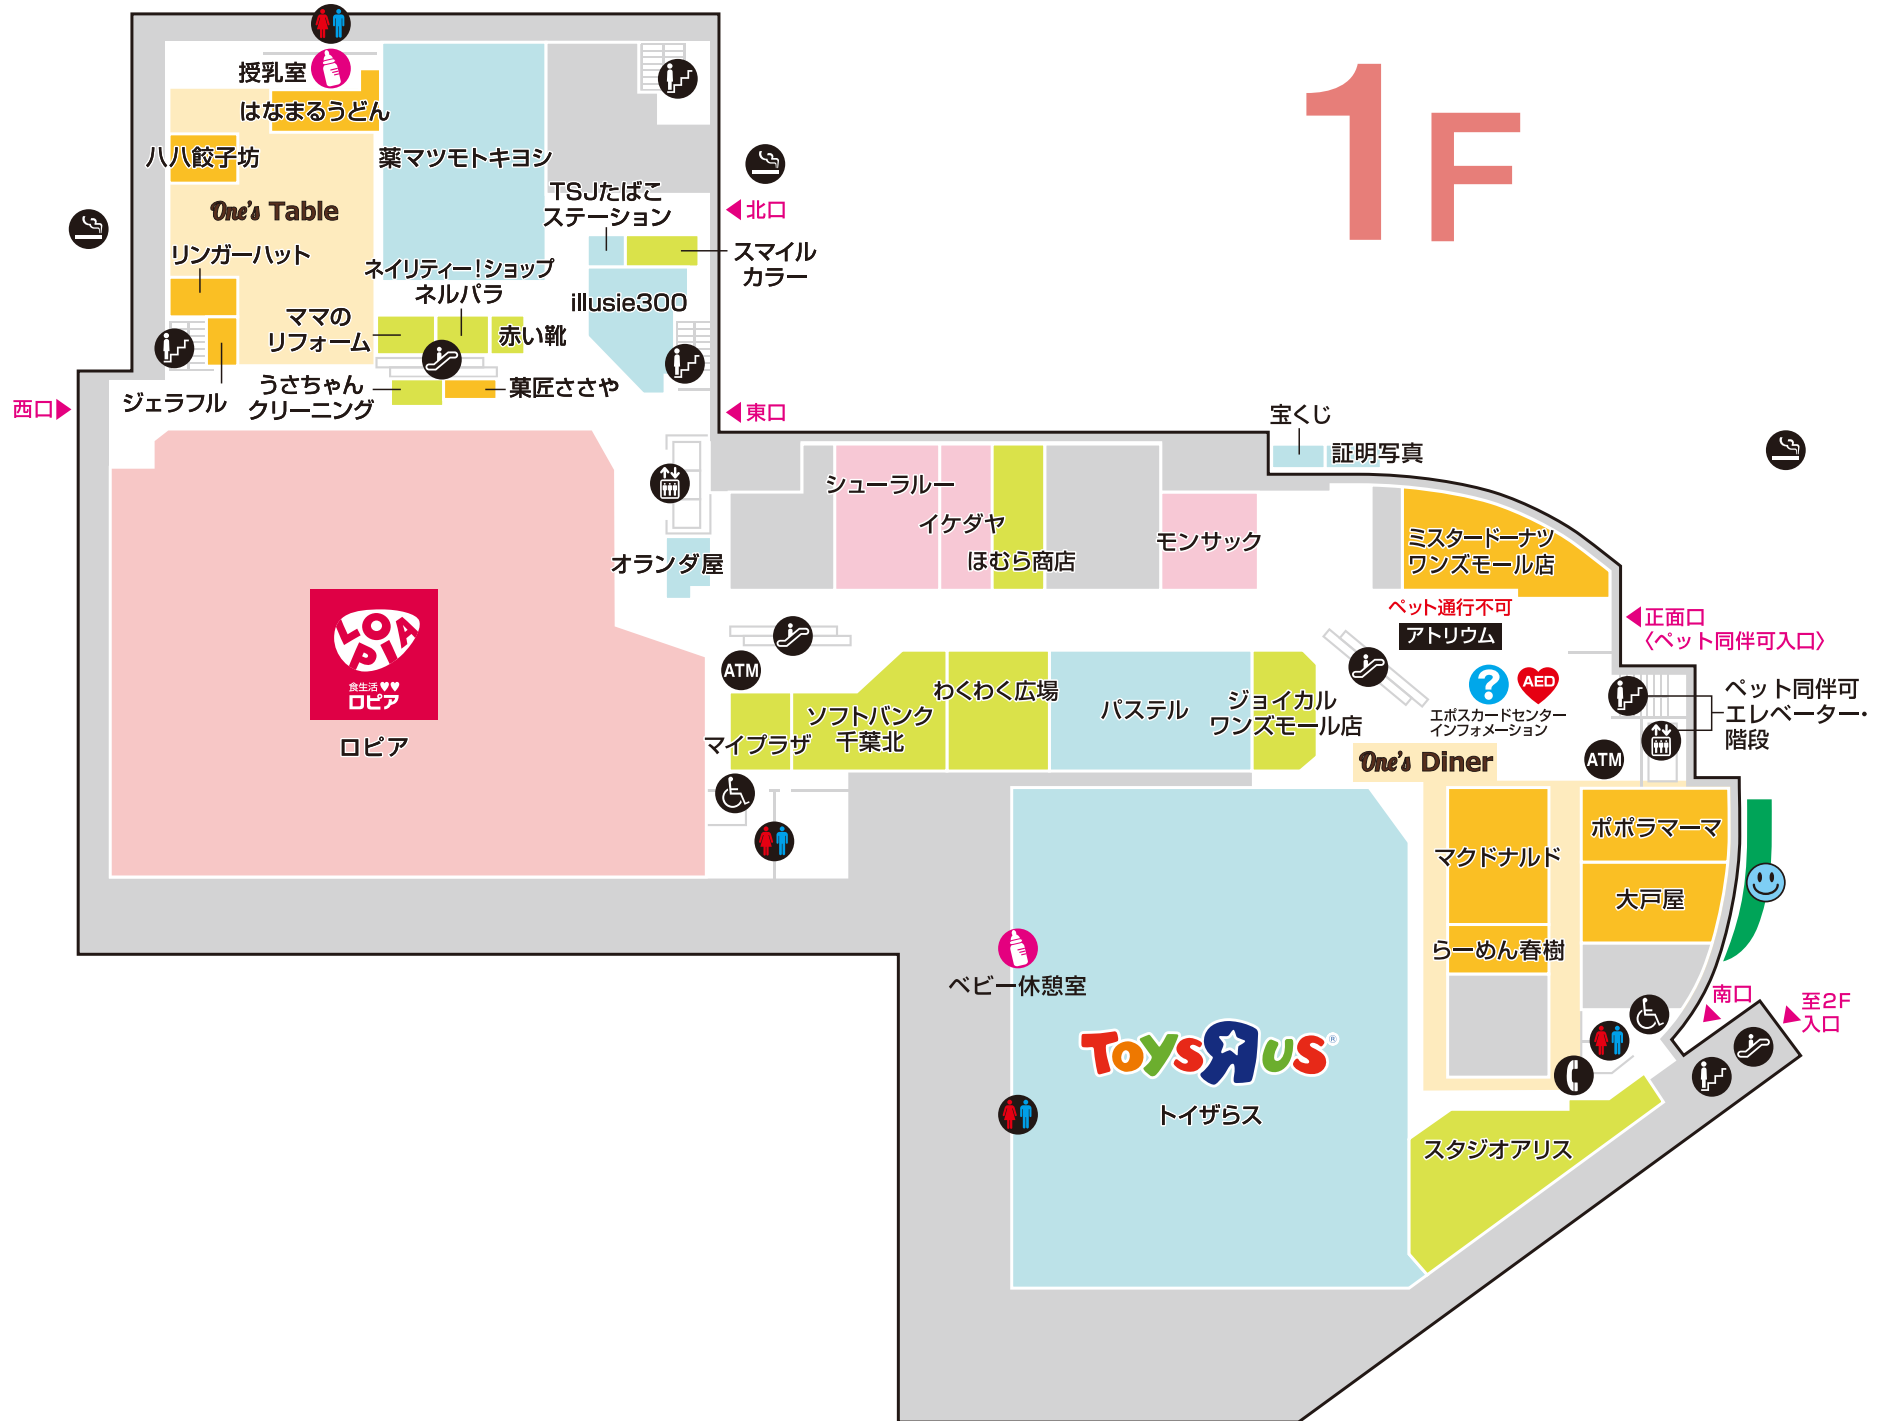 1F
授乳室
はなまるうどん
八八餃子坊
薬マツモトキヨシ
One's Table
TSJたばこ
ステーション
北口
スマイル
カラー
リンガーハット
ネイリティー！ショップ
ネルパラ
illusie300
ママの
リフォーム
赤い靴
うさちゃん
クリーニング
菓匠ささや
ジェラフル
西口
東口
宝くじ
証明写真
シューラルー
イケダヤ
ほむら商店
モンサック
ミスタードーナツ
ワンズモール店
オランダ屋
ペット通行不可
アトリウム
正面口
〈ペット同伴可入口〉
LOPIA
食生活♥♥
ロピア
ロピア
ATM
わくわく広場
パステル
ジョイカル
ワンズモール店
ソフトバンク
千葉北
マイプラザ
?
AED
エポスカードセンター
インフォメーション
ペット同伴可
エレベーター・
階段
One's Diner
ATM
ポポラマーマ
マクドナルド
大戸屋
らーめん春樹
ベビー休憩室
南口
至2F
入口
ToysЯus®
トイザらス
スタジオアリス